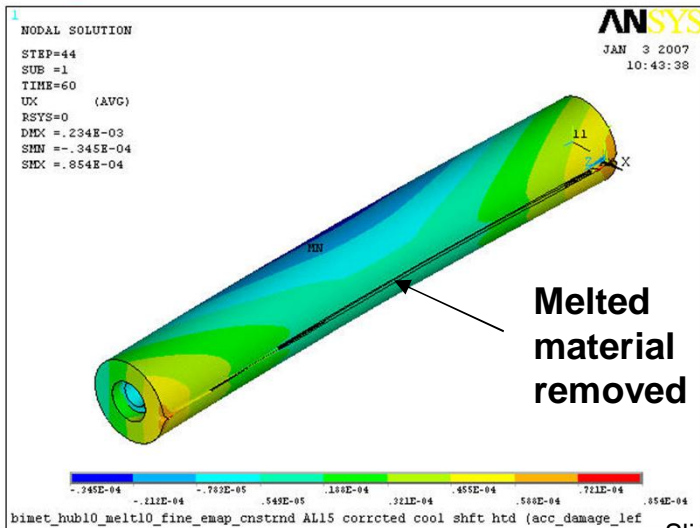 1
NODAL SOLUTION
STEP=44
SUB =1
TIME=60
UX (AVG)
RSYS=0
DMX =.234E-03
SMN =-.345E-04
SMX =.854E-04
ANSYS
JAN 3 2007
10:43:38
11
Z X
MN
Melted
material
removed
-.345E-04 -.783E-05 .188E-04 .455E-04 .721E-04
-.212E-04 .549E-05 .321E-04 .588E-04 .854E-04
bimet_hub10_melt10_fine_emap_cnstrnd AL15 corrcted cool shft htd (acc_damage_lef
Sli